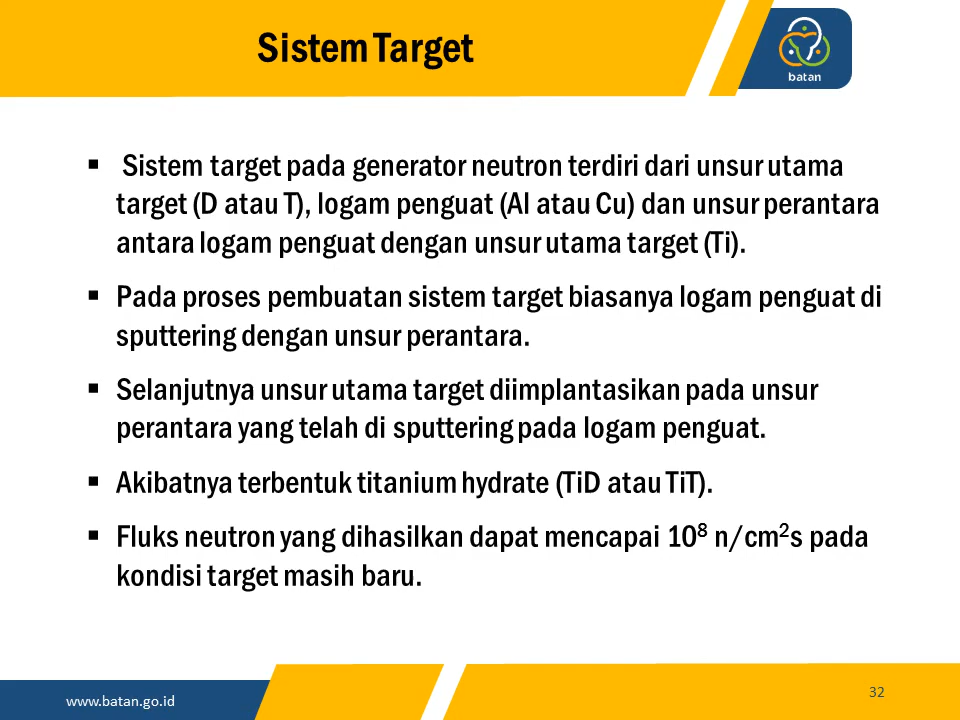 Sistem Target
batan
▪ Sistem target pada generator neutron terdiri dari unsur utama
target (D atau T), logam penguat (Al atau Cu) dan unsur perantara
antara logam penguat dengan unsur utama target (Ti).
▪ Pada proses pembuatan sistem target biasanya logam penguat di
sputtering dengan unsur perantara.
▪ Selanjutnya unsur utama target diimplantasikan pada unsur
perantara yang telah di sputtering pada logam penguat.
▪ Akibatnya terbentuk titanium hydrate (TiD atau TiT).
▪ Fluks neutron yang dihasilkan dapat mencapai 10⁸ n/cm²s pada
kondisi target masih baru.
www.batan.go.id
32